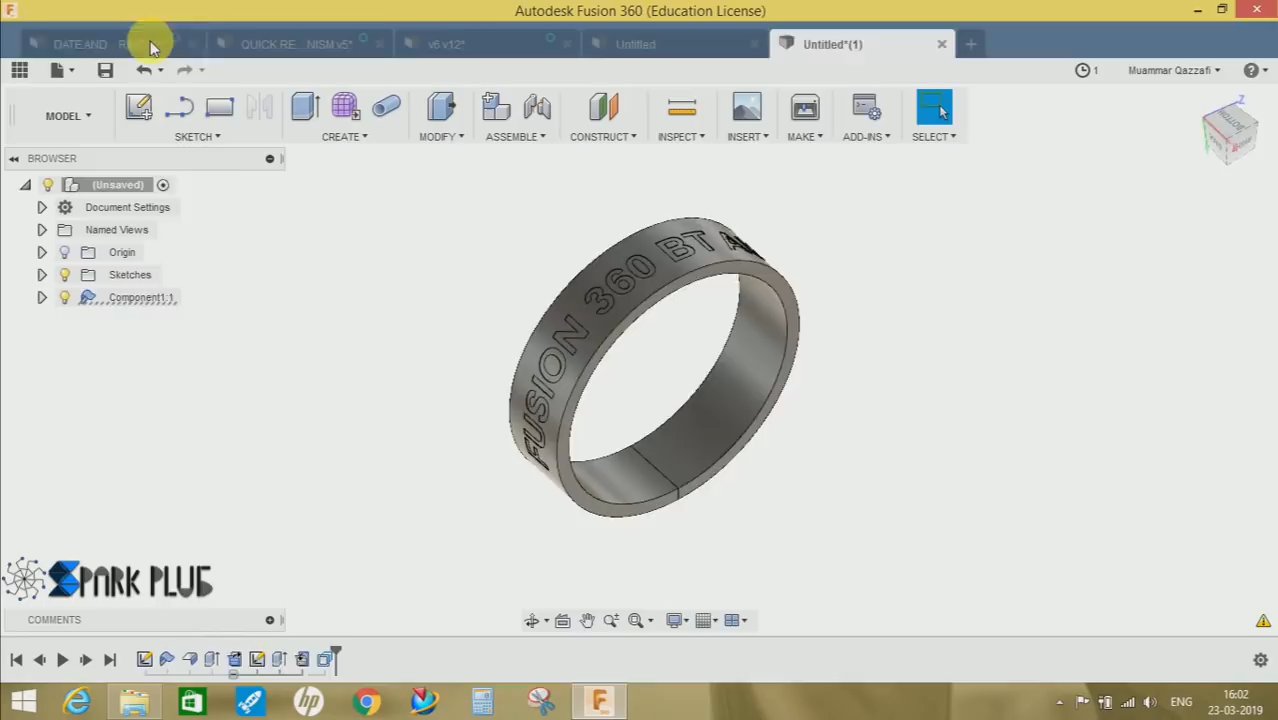 Autodesk Fusion 360 (Education License)
DATE AND
QUICK RE...NISM v5*
v6 v12*
Untitled
Untitled*(1)
1
Muammar Qazzafi
MODEL
SKETCH
CREATE
MODIFY
ASSEMBLE
CONSTRUCT
INSPECT
INSERT
MAKE
ADD-INS
SELECT
BROWSER
(Unsaved)
Document Settings
Named Views
Origin
Sketches
Component1:1
Z
BOTTOM
FUSION 360 BT
SPARK PLUG
COMMENTS
ENG
16:02
23-03-2019